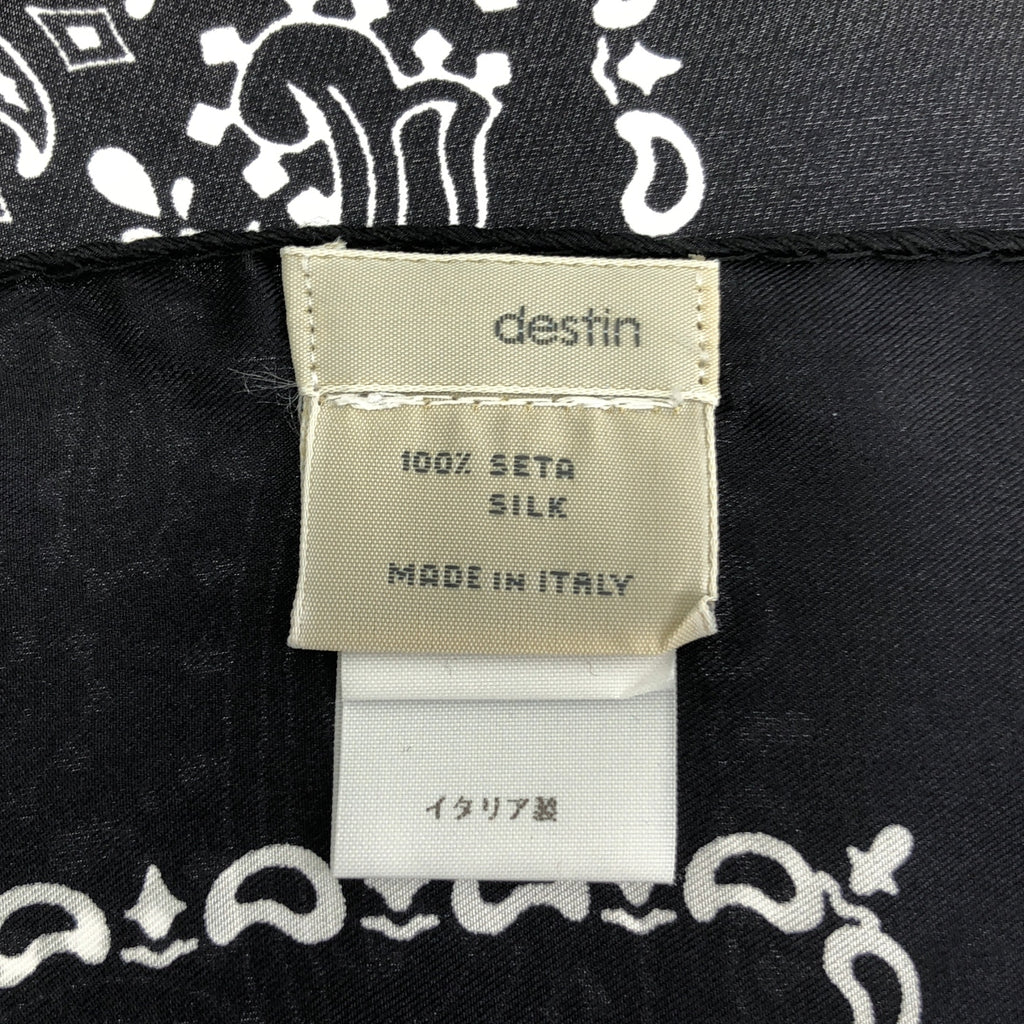 destin
100% SETA
SILK
MADE IN ITALY
イタリア製